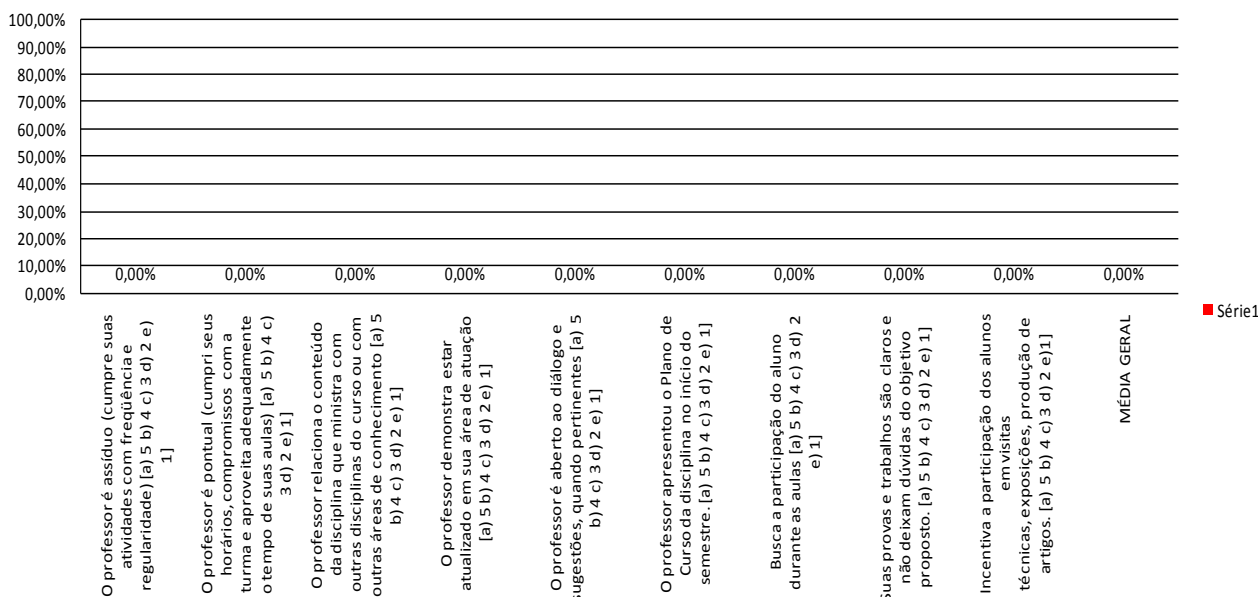 100,00%
90,00%
80,00%
70,00%
60,00%
50,00%
40,00%
30,00%
20,00%
10,00%
0,00%
0,00%
0,00%
0,00%
0,00%
0,00%
0,00%
0,00%
0,00%
0,00%
0,00%
O professor é assíduo (cumpre suas
atividades com freqüência e
regularidade) [a) 5 b) 4 c) 3 d) 2 e)
1]
O professor é pontual (cumpri seus
horários, compromissos com a
turma e aproveita adequadamente
o tempo de suas aulas) [a) 5 b) 4 c)
3 d) 2 e) 1]
O professor relaciona o conteúdo
da disciplina que ministra com
outras disciplinas do curso ou com
outras áreas de conhecimento [a) 5
b) 4 c) 3 d) 2 e) 1]
O professor demonstra estar
atualizado em sua área de atuação
[a) 5 b) 4 c) 3 d) 2 e) 1]
O professor é aberto ao diálogo e
sugestões, quando pertinentes [a) 5
b) 4 c) 3 d) 2 e) 1]
O professor apresentou o Plano de
Curso da disciplina no início do
semestre. [a) 5 b) 4 c) 3 d) 2 e) 1]
Busca a participação do aluno
durante as aulas [a) 5 b) 4 c) 3 d) 2
e) 1]
Suas provas e trabalhos são claros e
não deixam dúvidas do objetivo
proposto. [a) 5 b) 4 c) 3 d) 2 e) 1]
Incentiva a participação dos alunos
em visitas
técnicas, exposições, produção de
artigos. [a) 5 b) 4 c) 3 d) 2 e)1]
MÉDIA GERAL
Série1